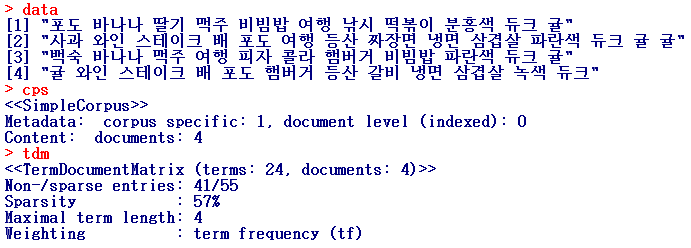 > data
[1] "포도 바나나 딸기 맥주 비빔밥 여행 낚시 떡볶이 분홍색 듀크 귤"
[2] "사과 와인 스테이크 배 포도 여행 등산 짜장면 냉면 삼겹살 파란색 듀크 귤 귤"
[3] "백숙 바나나 맥주 여행 피자 콜라 햄버거 비빔밥 파란색 듀크 귤"
[4] "귤 와인 스테이크 배 포도 햄버거 등산 갈비 냉면 삼겹살 녹색 듀크"
> cps
<<SimpleCorpus>>
Metadata:  corpus specific: 1, document level (indexed): 0
Content:  documents: 4
> tdm
<<TermDocumentMatrix (terms: 24, documents: 4)>>
Non-/sparse entries: 41/55
Sparsity           : 57%
Maximal term length: 4
Weighting          : term frequency (tf)